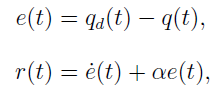 e(t) = q_d(t) − q(t),
r(t) = ė(t) + αe(t),